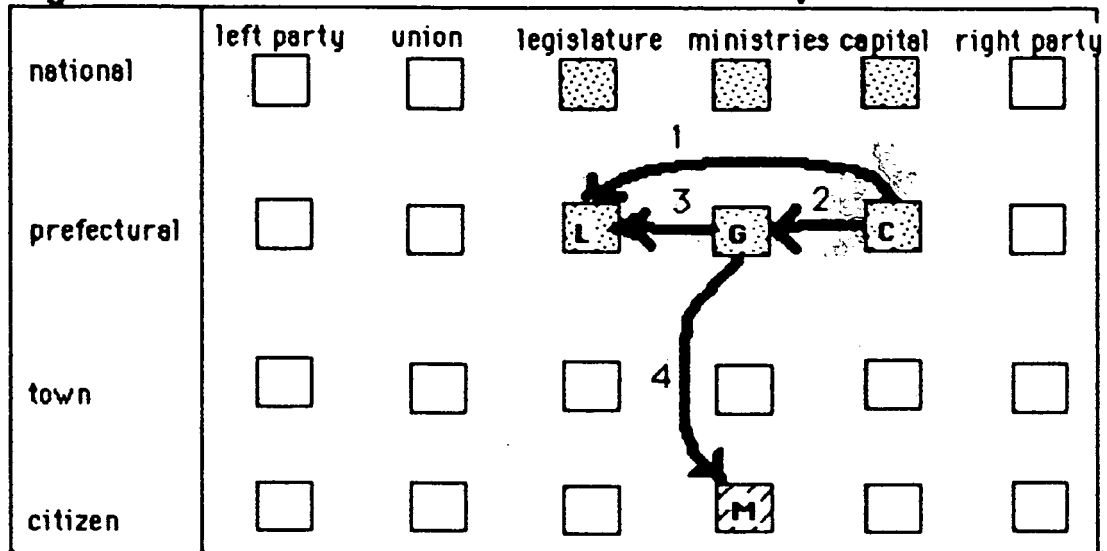 left party union legislature ministries capital right party
national
1
prefectural L 3 G 2 C
town 4
citizen M